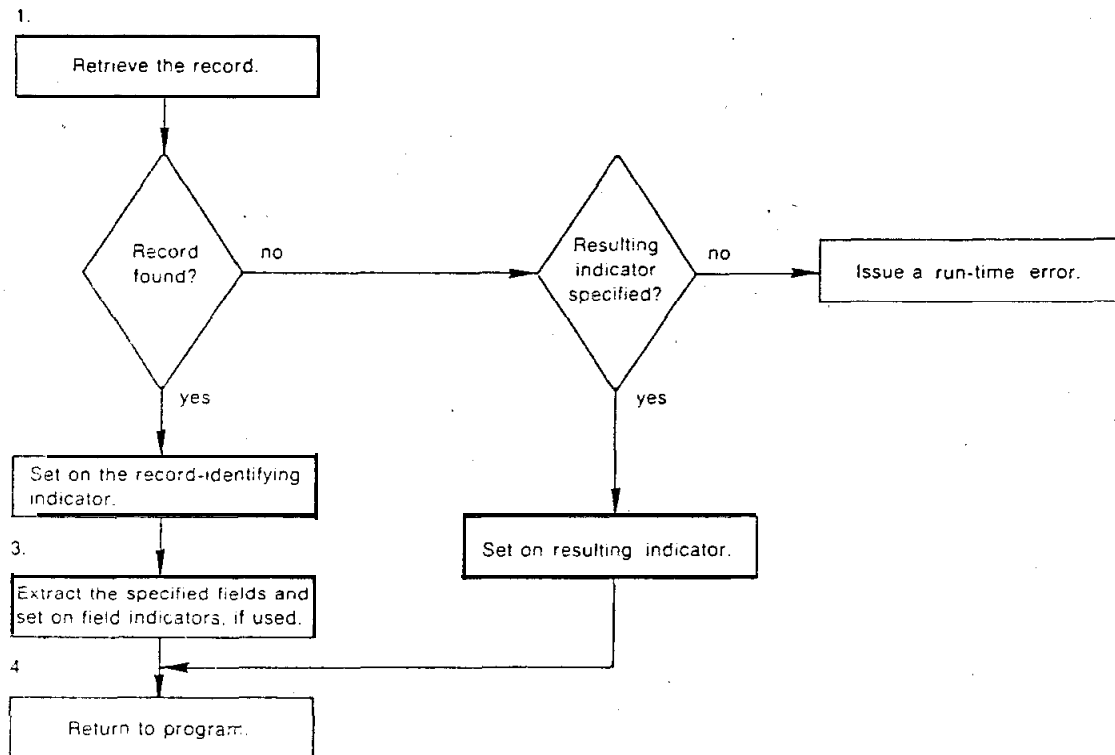 1.
Retrieve the record.
Record
found?
no
Resulting
indicator
specified?
no
Issue a run-time error.
yes
yes
Set on the record-identifying
indicator.
3.
Set on resulting indicator.
Extract the specified fields and
set on field indicators, if used.
4
Return to program.